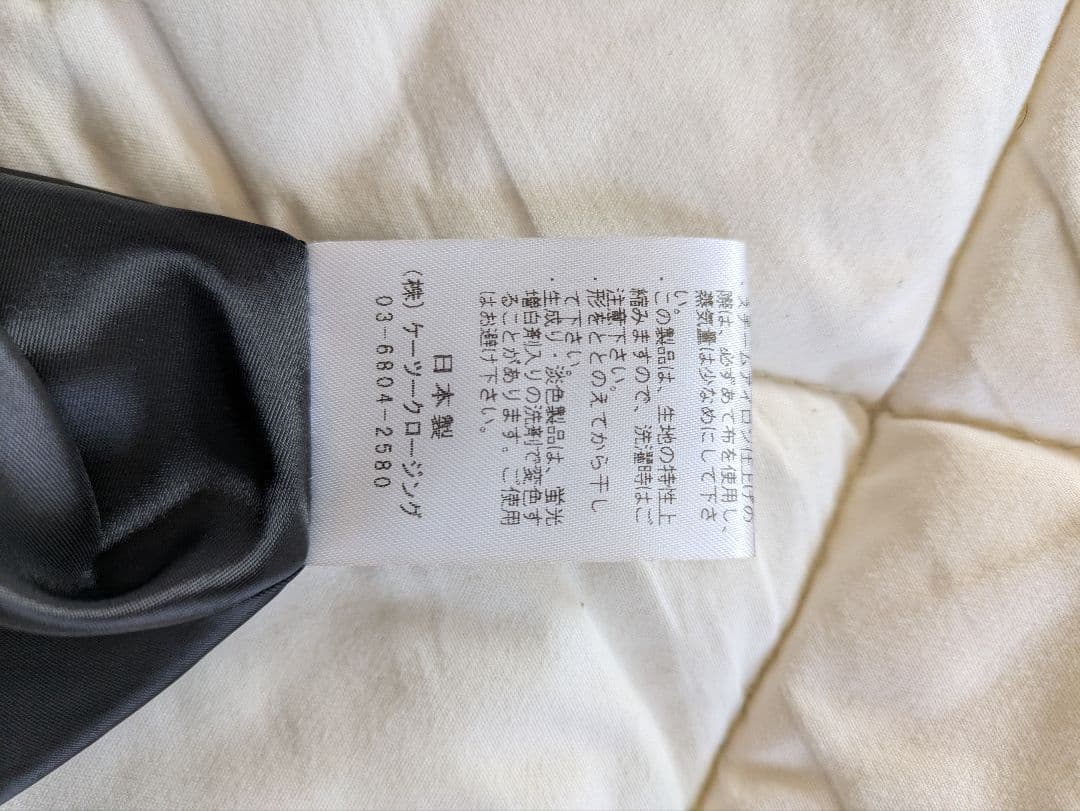 ・スチームアイロン仕上げの
際は、必ずあて布を使用し、
蒸気量は少なめにして下さ
い。
・この製品は、生地の特性上
縮みますので、洗濯時はご
注意下さい。
・形をととのえてから干し
て下さい。
・生成り・淡色製品は、蛍光
増白剤入りの洗剤で変色す
ることがあります。ご使用
はお避け下さい。
日本製
(株)ケーツークロージング
03-6804-2580